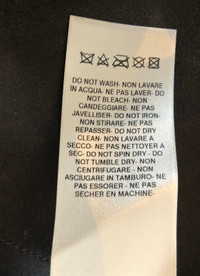 DO NOT WASH- NON LAVARE
IN ACQUA- NE PAS LAVER- DO
NOT BLEACH- NON
CANDEGGIARE- NE PAS
JAVELLISER- DO NOT IRON-
NON STIRARE- NE PAS
REPASSER- DO NOT DRY
CLEAN- NON LAVARE A
SECCO- NE PAS NETTOYER A
SEC- DO NOT SPIN DRY - DO
NOT TUMBLE DRY- NON
CENTRIFUGARE - NON
ASCIUGARE IN TAMBURO- NE
PAS ESSORER - NE PAS
SECHER EN MACHINE-